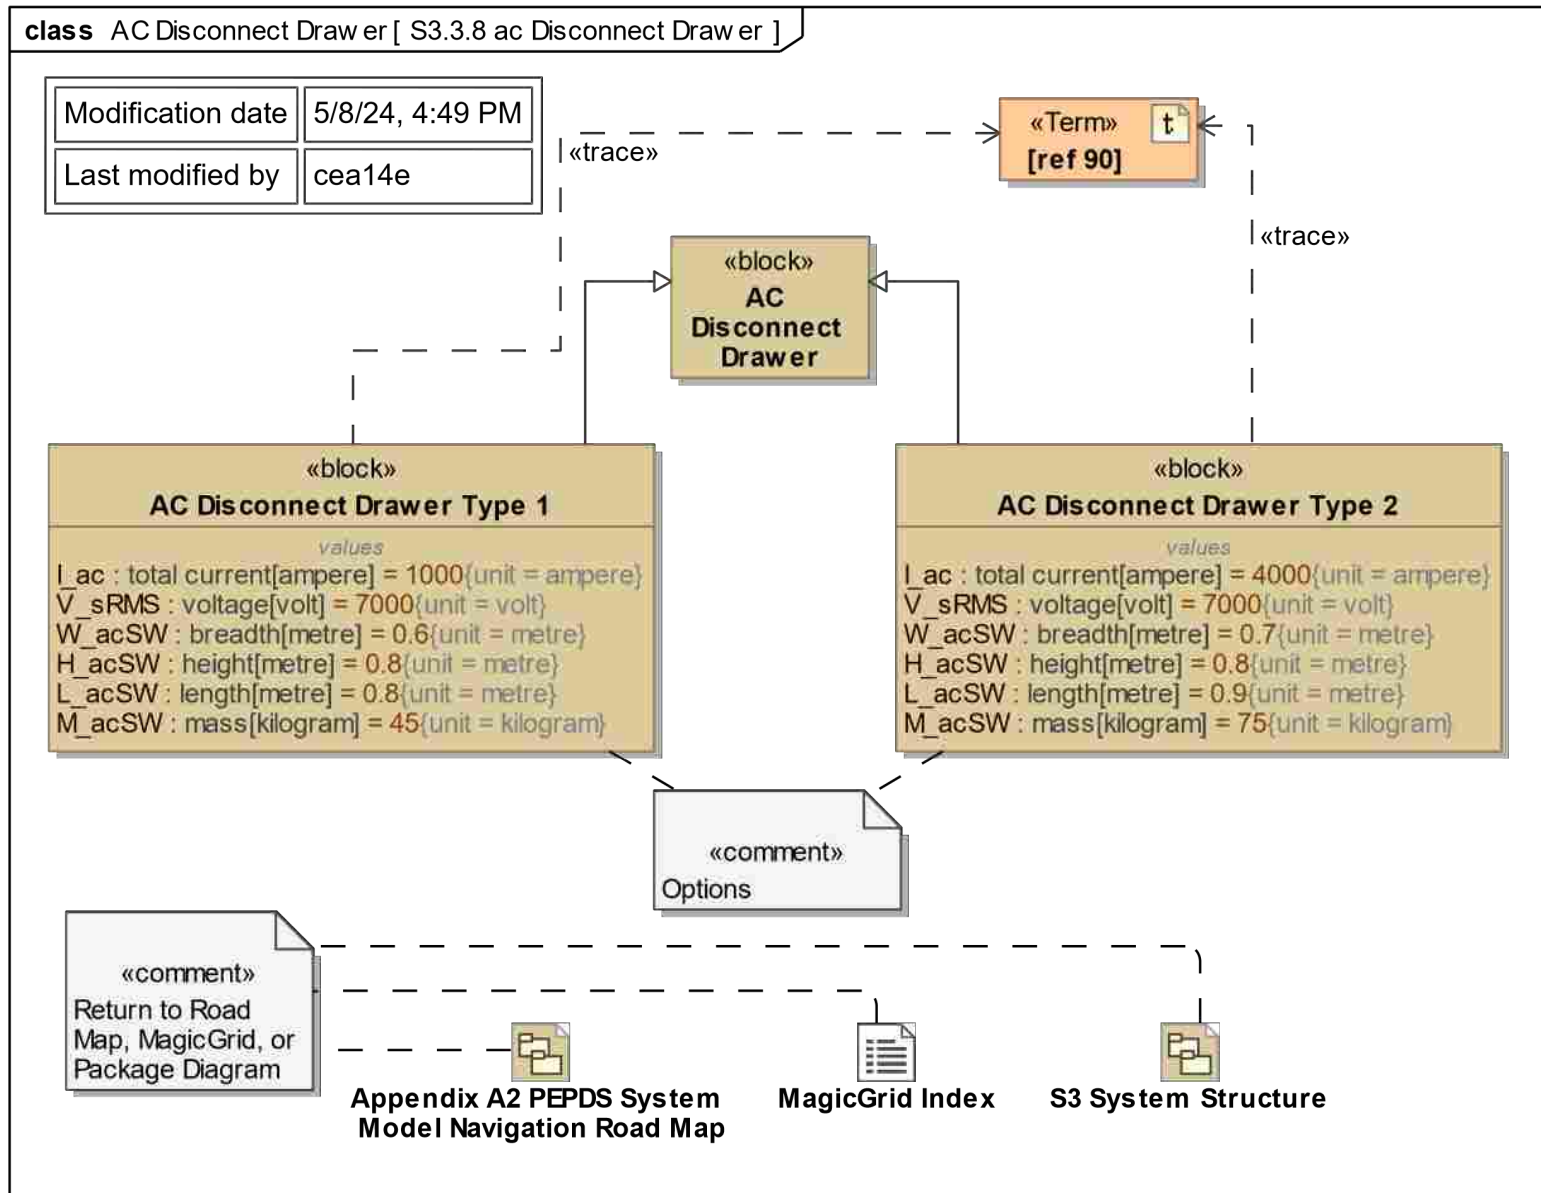 class AC Disconnect Drawer [ S3.3.8 ac Disconnect Drawer ]
Modification date 5/8/24, 4:49 PM
Last modified by cea14e
«trace»
«Term» t
[ref 90]
«trace»
«block»
AC
Disconnect
Drawer
«block»
AC Disconnect Drawer Type 1
values
I_ac : total current[ampere] = 1000{unit = ampere}
V_sRMS : voltage[volt] = 7000{unit = volt}
W_acSW : breadth[metre] = 0.6{unit = metre}
H_acSW : height[metre] = 0.8{unit = metre}
L_acSW : length[metre] = 0.8{unit = metre}
M_acSW : mass[kilogram] = 45{unit = kilogram}
«block»
AC Disconnect Drawer Type 2
values
I_ac : total current[ampere] = 4000{unit = ampere}
V_sRMS : voltage[volt] = 7000{unit = volt}
W_acSW : breadth[metre] = 0.7{unit = metre}
H_acSW : height[metre] = 0.8{unit = metre}
L_acSW : length[metre] = 0.9{unit = metre}
M_acSW : mass[kilogram] = 75{unit = kilogram}
«comment»
Options
«comment»
Return to Road
Map, MagicGrid, or
Package Diagram
Appendix A2 PEPDS System
Model Navigation Road Map
MagicGrid Index
S3 System Structure